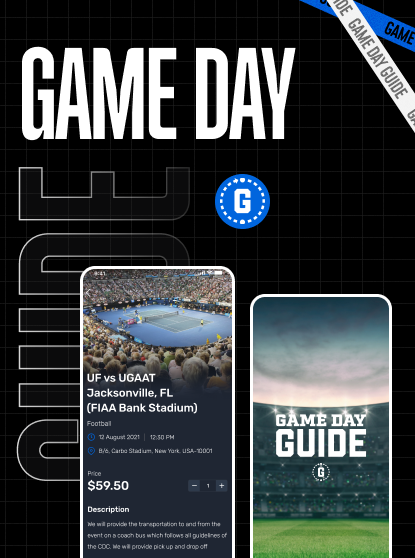 GAME
GAME DAY GUIDE
GAME DAY
GUIDE
G
9:41
UF vs UGAAT
Jacksonville, FL
(FIAA Bank Stadium)
Football
12 August 2021 | 12:30 PM
8/6, Carbo Stadium, New York, USA-10001
Price
$59.50
− 1 +
Description
We will provide the transportation to and from the
event on a coach bus which follows all guidelines of
the CDC. We will provide pick up and drop off
GAME DAY
GUIDE
G